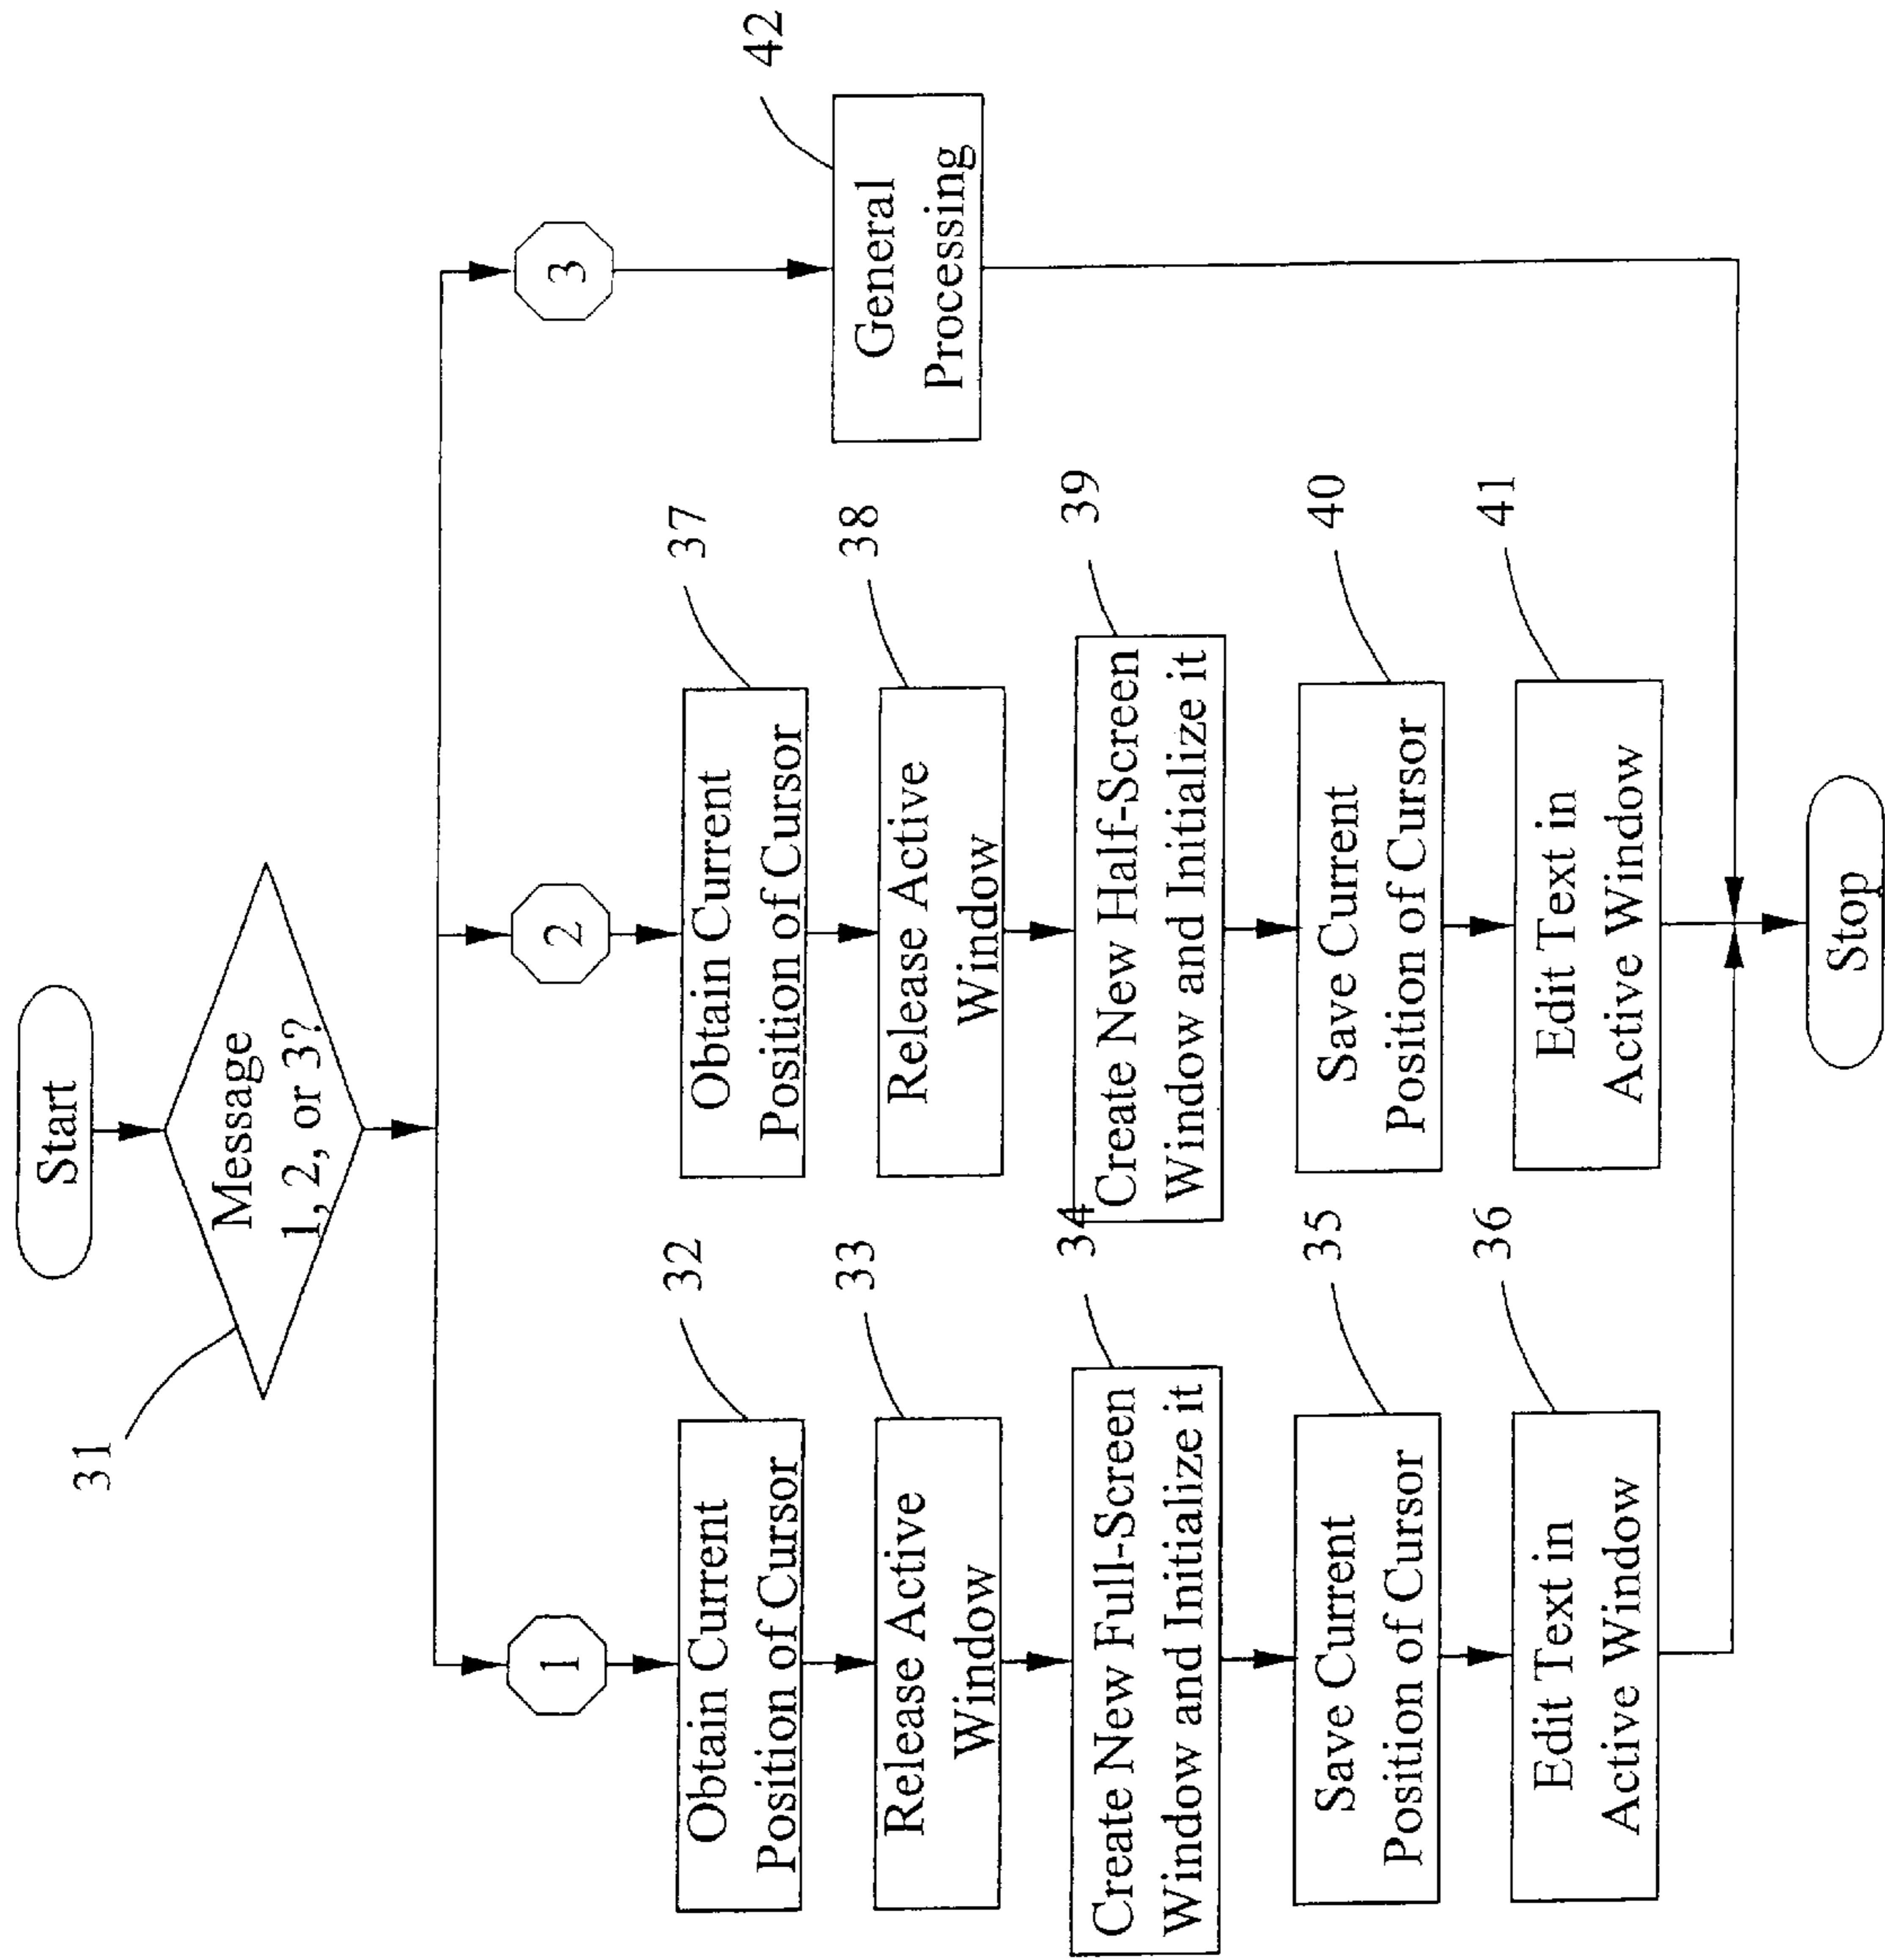 Start
31
Message
1, 2, or 3?
1
32
Obtain Current
Position of Cursor
33
Release Active
Window
34
Create New Full-Screen
Window and Initialize it
35
Save Current
Position of Cursor
36
Edit Text in
Active Window
2
37
Obtain Current
Position of Cursor
38
Release Active
Window
39
Create New Half-Screen
Window and Initialize it
40
Save Current
Position of Cursor
41
Edit Text in
Active Window
3
42
General
Processing
Stop